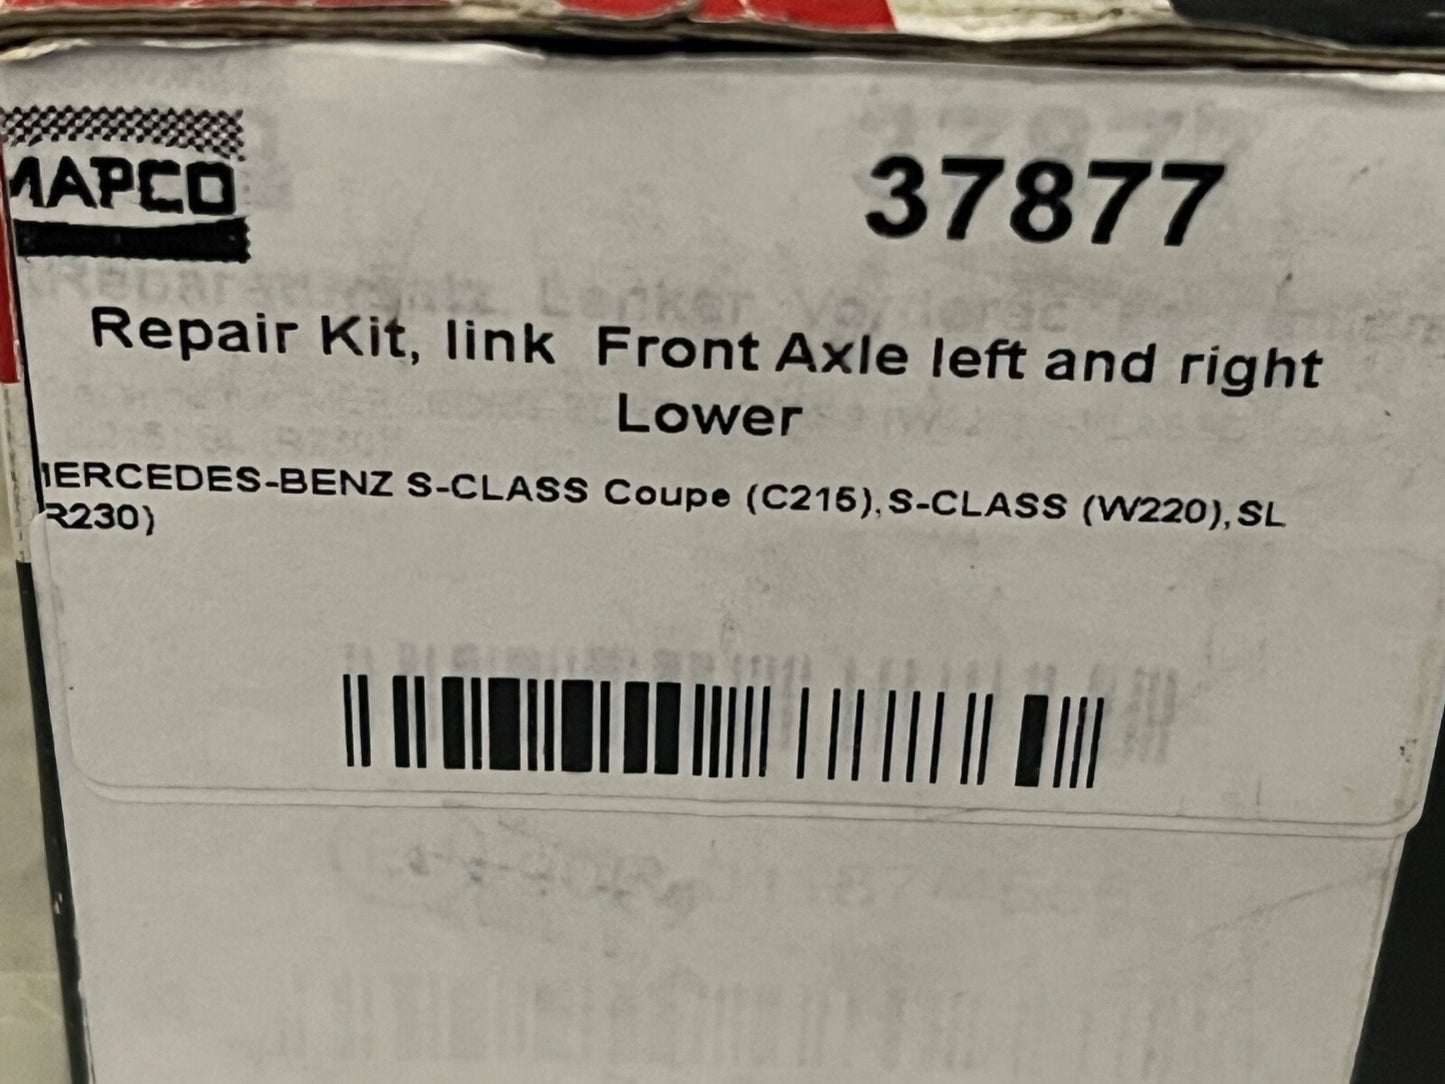 MAPCO
37877
Repair Kit, link Front Axle left and right
Lower
MERCEDES-BENZ S-CLASS Coupe (C215), S-CLASS (W220), SL
R230)